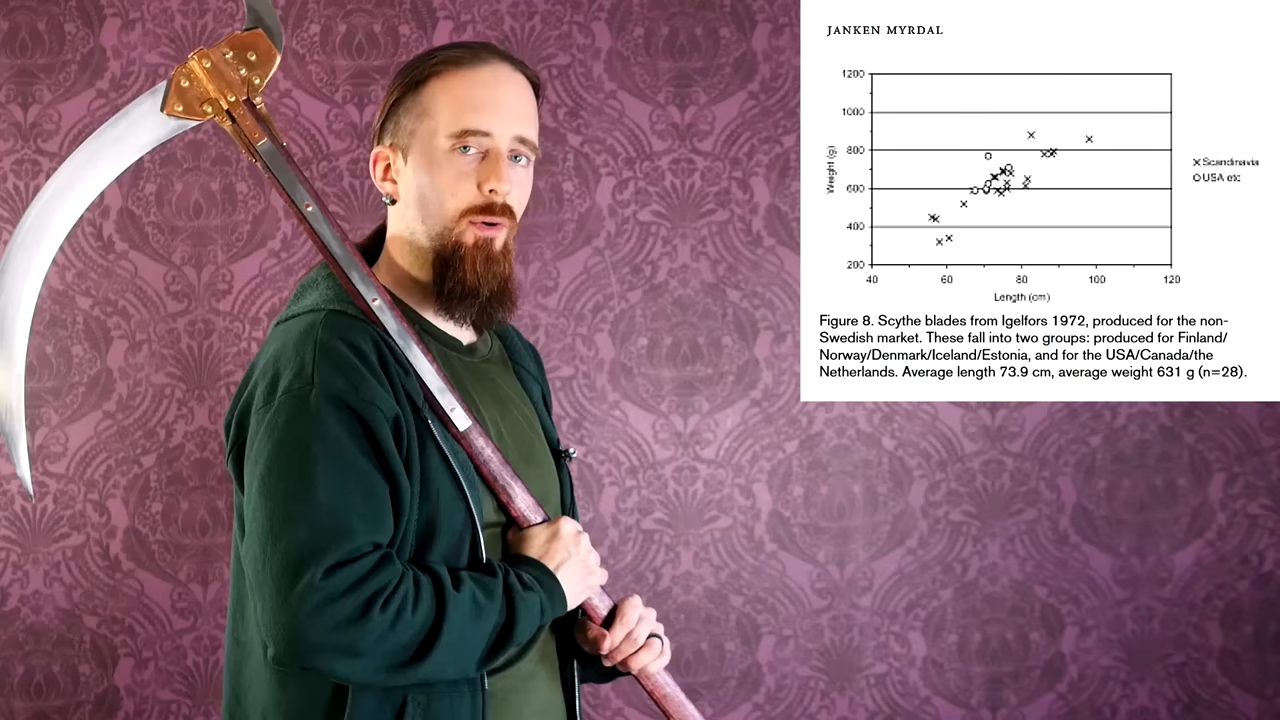 JANKEN MYRDAL
1200
1000
800
600
400
200
Weight (g)
40 60 80 100 120
Length (cm)
× Scandinavia
O USA etc
Figure 8. Scythe blades from Igelfors 1972, produced for the non-
Swedish market. These fall into two groups: produced for Finland/
Norway/Denmark/Iceland/Estonia, and for the USA/Canada/the
Netherlands. Average length 73.9 cm, average weight 631 g (n=28).